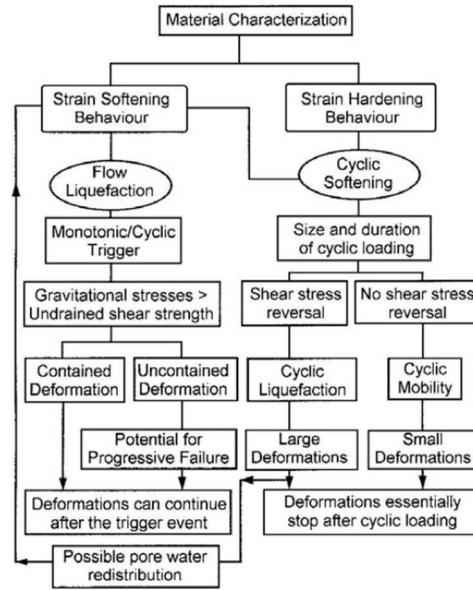 Material Characterization
Strain Softening
Behaviour
Strain Hardening
Behaviour
Flow
Liquefaction
Cyclic
Softening
Monotonic/Cyclic
Trigger
Size and duration
of cyclic loading
Gravitational stresses >
Undrained shear strength
Shear stress
reversal
No shear stress
reversal
Contained
Deformation
Uncontained
Deformation
Cyclic
Liquefaction
Cyclic
Mobility
Potential for
Progressive Failure
Large
Deformations
Small
Deformations
Deformations can continue
after the trigger event
Deformations essentially
stop after cyclic loading
Possible pore water
redistribution